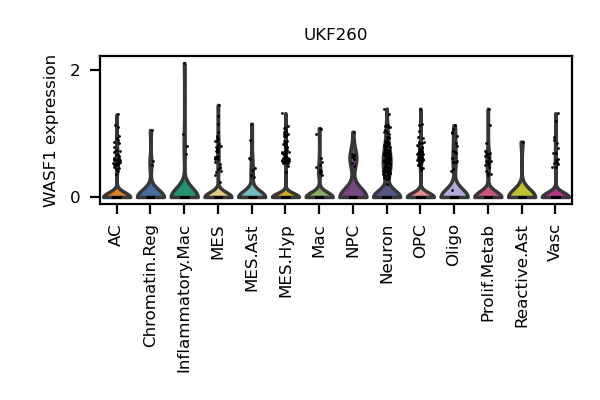 UKF260
WASF1 expression
2
0
AC
Chromatin.Reg
Inflammatory.Mac
MES
MES.Ast
MES.Hyp
Mac
NPC
Neuron
OPC
Oligo
Prolif.Metab
Reactive.Ast
Vasc